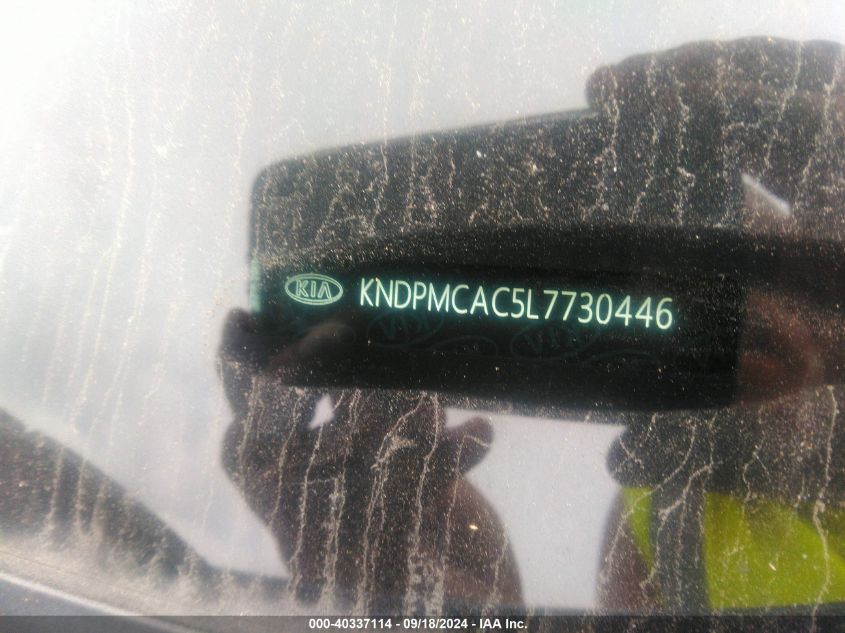 KIA KNDPMCAC5L7730446
000-40337114 - 09/18/2024 - IAA Inc.